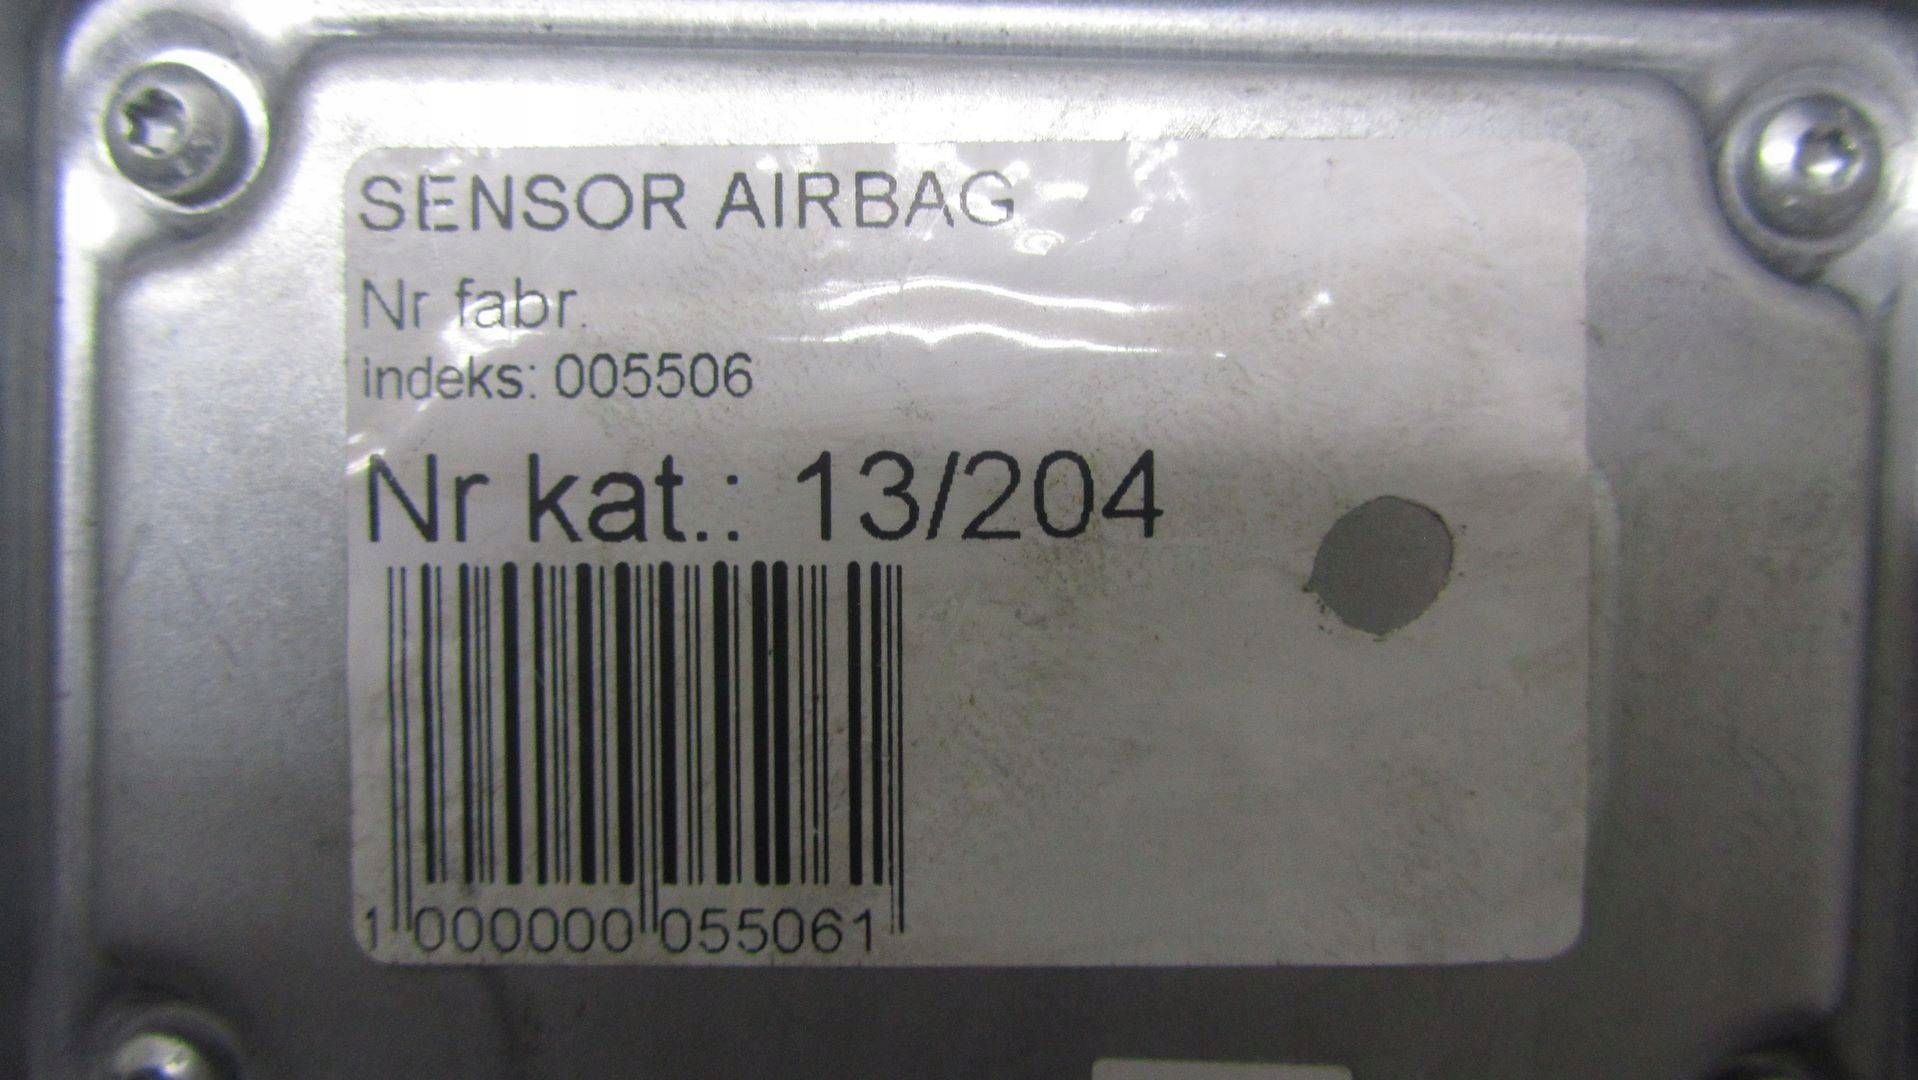 SENSOR AIRBAG
Nr fabr.
indeks: 005506
Nr kat.: 13/204
1 000000 055061